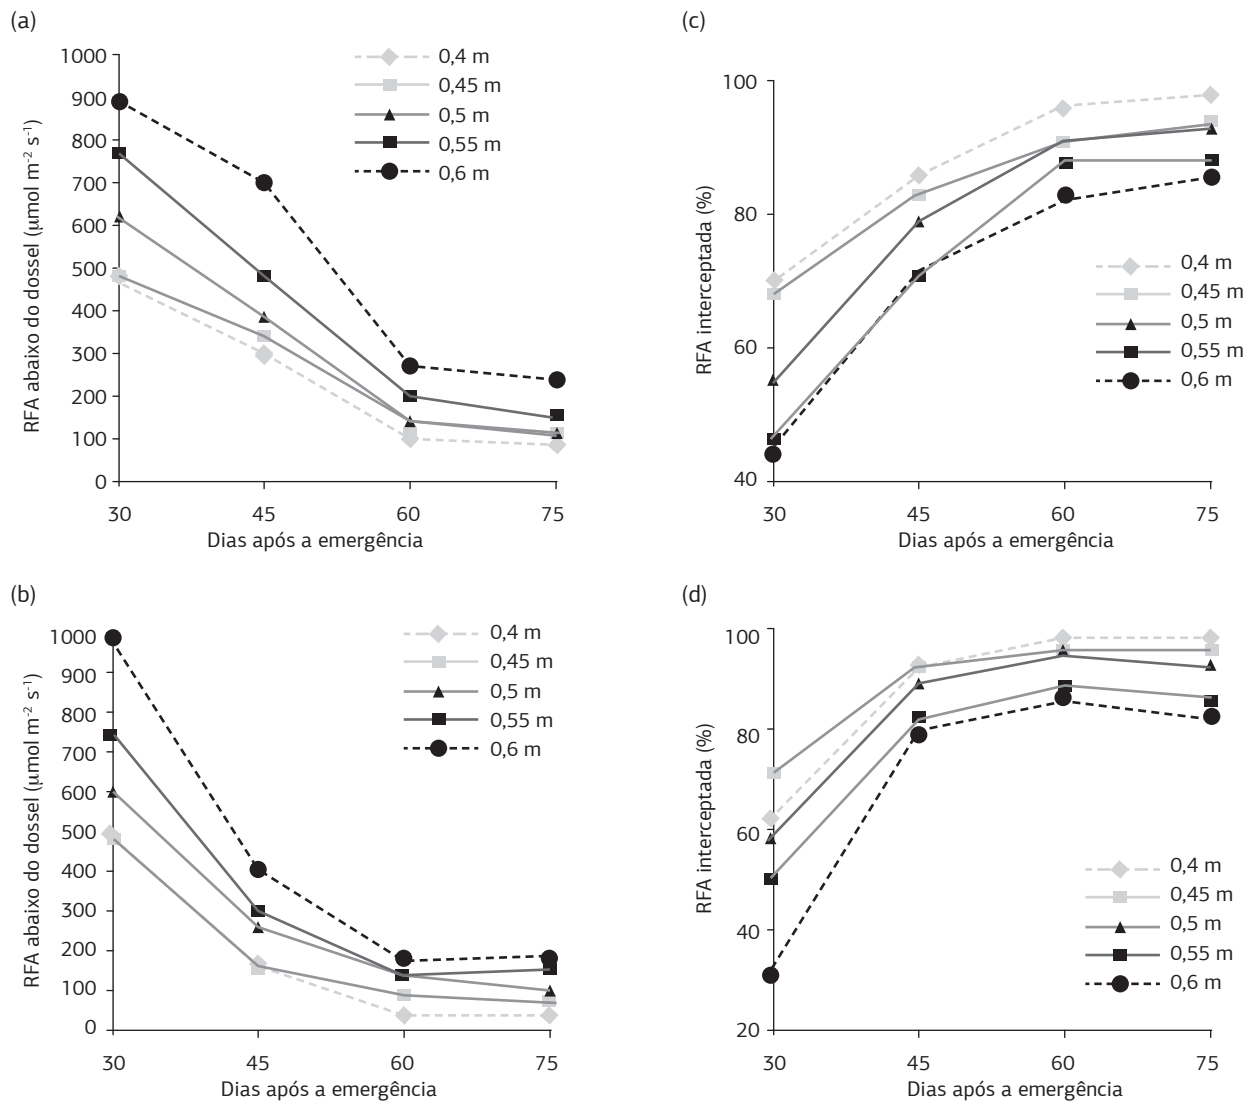 (a)
RFA abaixo do dossel (μmol m⁻² s⁻¹)
1000
900
800
700
600
500
400
300
200
100
0
30 45 60 75
Dias após a emergência
0,4 m
0,45 m
0,5 m
0,55 m
0,6 m
(c)
RFA interceptada (%)
100
80
60
40
30 45 60 75
Dias após a emergência
0,4 m
0,45 m
0,5 m
0,55 m
0,6 m
(b)
RFA abaixo do dossel (μmol m⁻² s⁻¹)
1000
900
800
700
600
500
400
300
200
100
0
30 45 60 75
Dias após a emergência
0,4 m
0,45 m
0,5 m
0,55 m
0,6 m
(d)
RFA interceptada (%)
100
80
60
40
20
30 45 60 75
Dias após a emergência
0,4 m
0,45 m
0,5 m
0,55 m
0,6 m